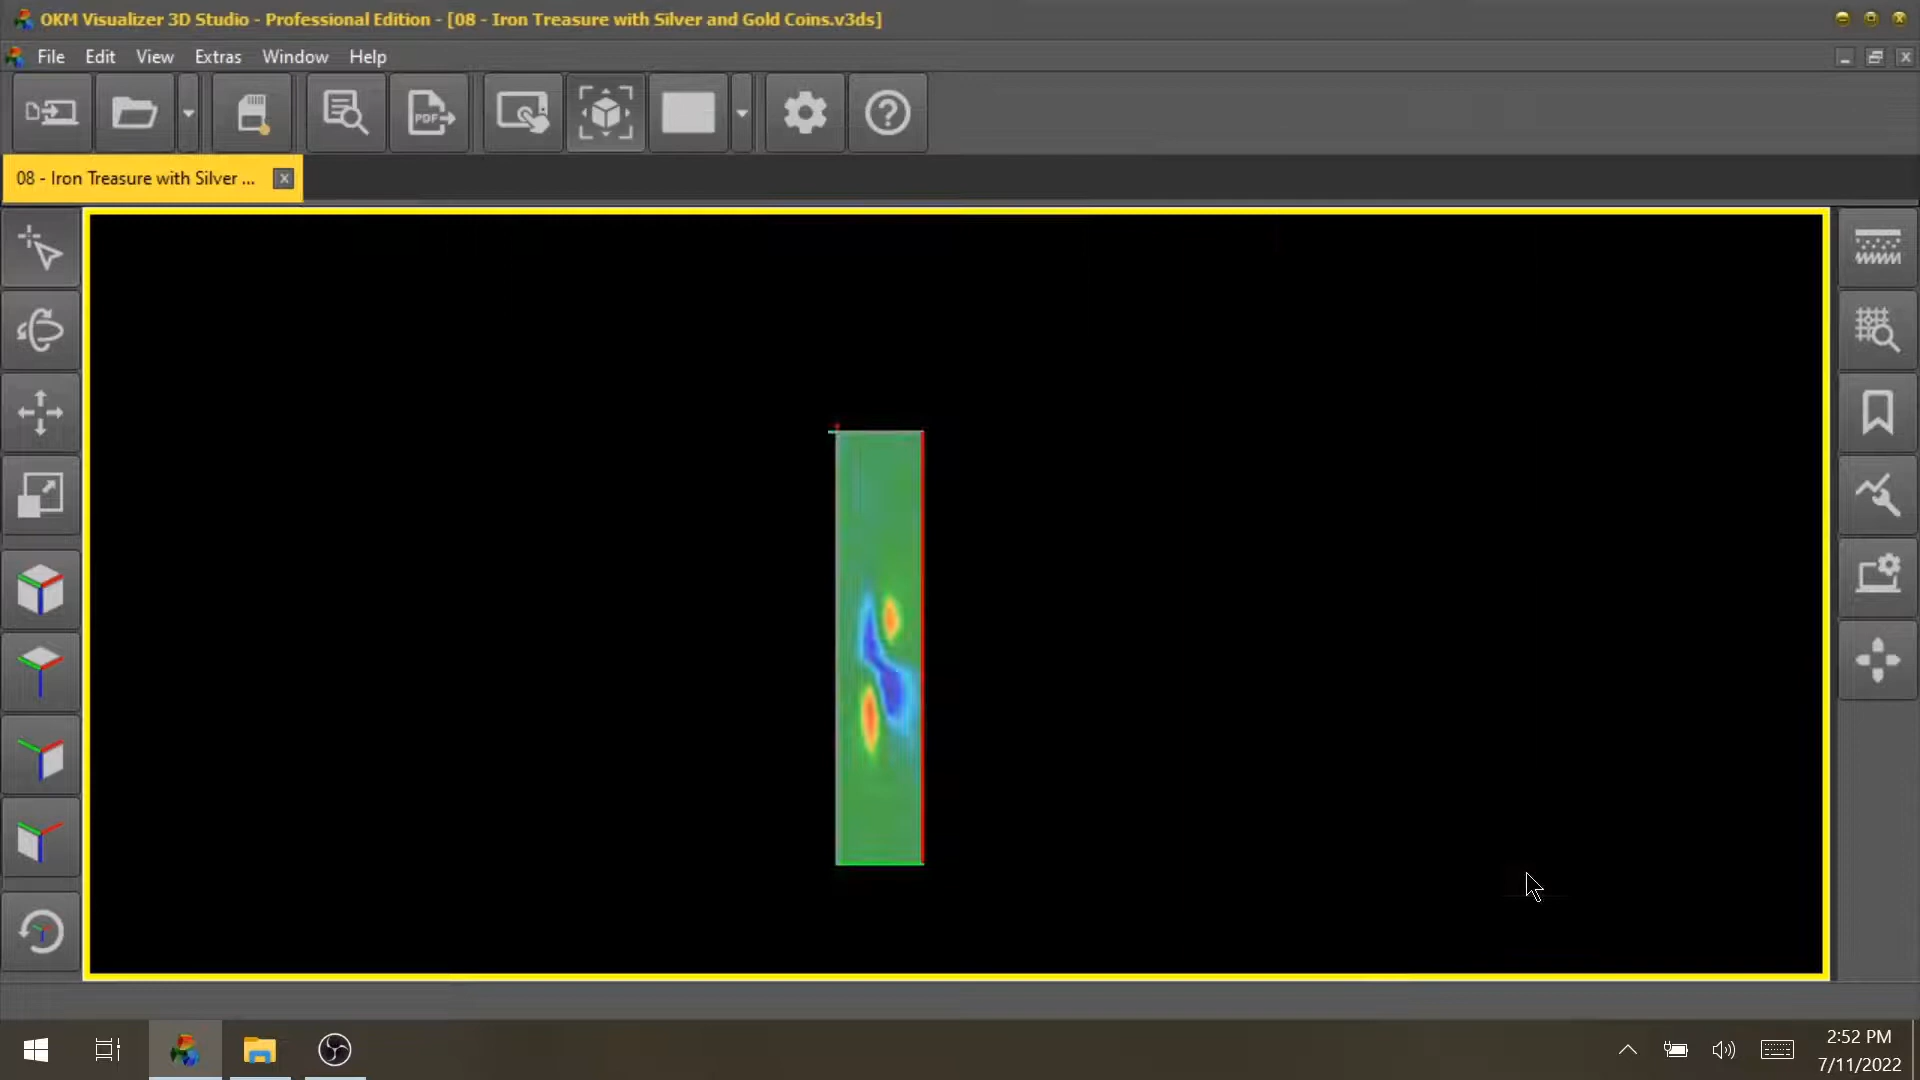 OKM Visualizer 3D Studio - Professional Edition - [08 - Iron Treasure with Silver and Gold Coins.v3ds]
File Edit View Extras Window Help
PDF
08 - Iron Treasure with Silver ...
2:52 PM
7/11/2022